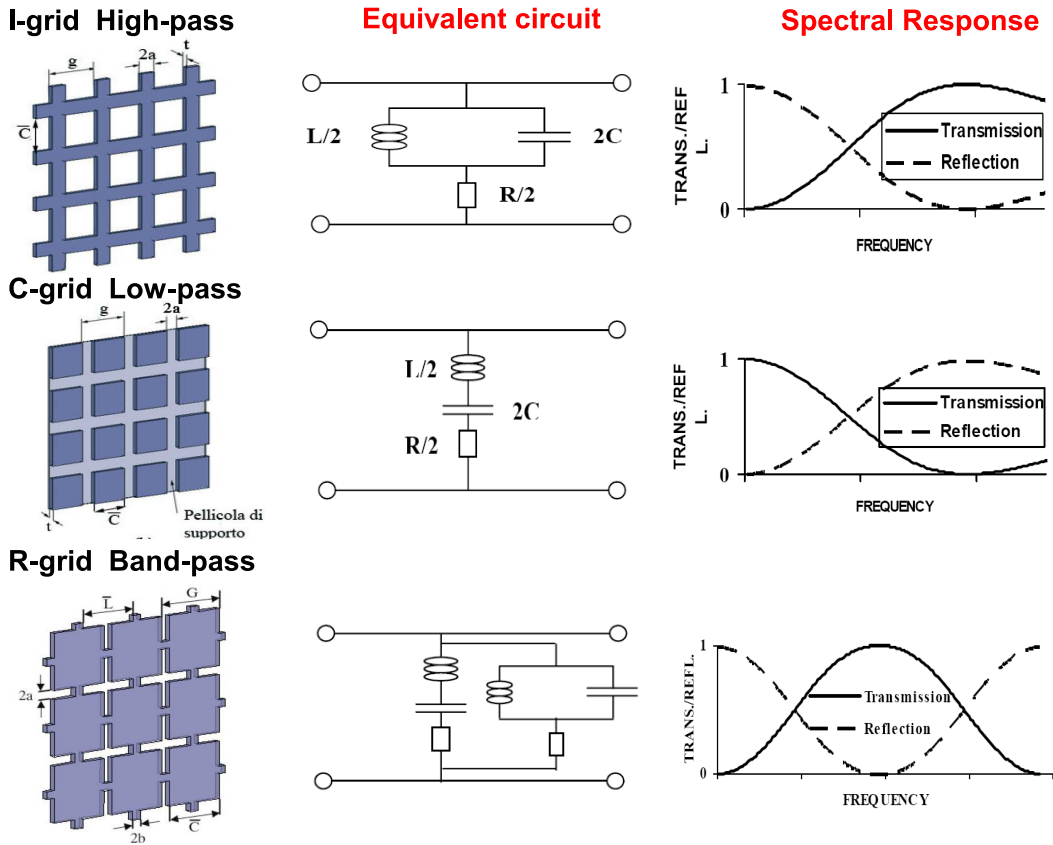 I-grid High-pass
Equivalent circuit
Spectral Response
g
2a
t
C
L/2
2C
R/2
TRANS./REF
L.
1
0
Transmission
Reflection
FREQUENCY
C-grid Low-pass
g
2a
t
C
Pellicola di
supporto
L/2
2C
R/2
TRANS./REF
L.
1
0
Transmission
Reflection
FREQUENCY
R-grid Band-pass
L
G
2a
2b
C
TRANS./REFL.
1
0
Transmission
Reflection
FREQUENCY